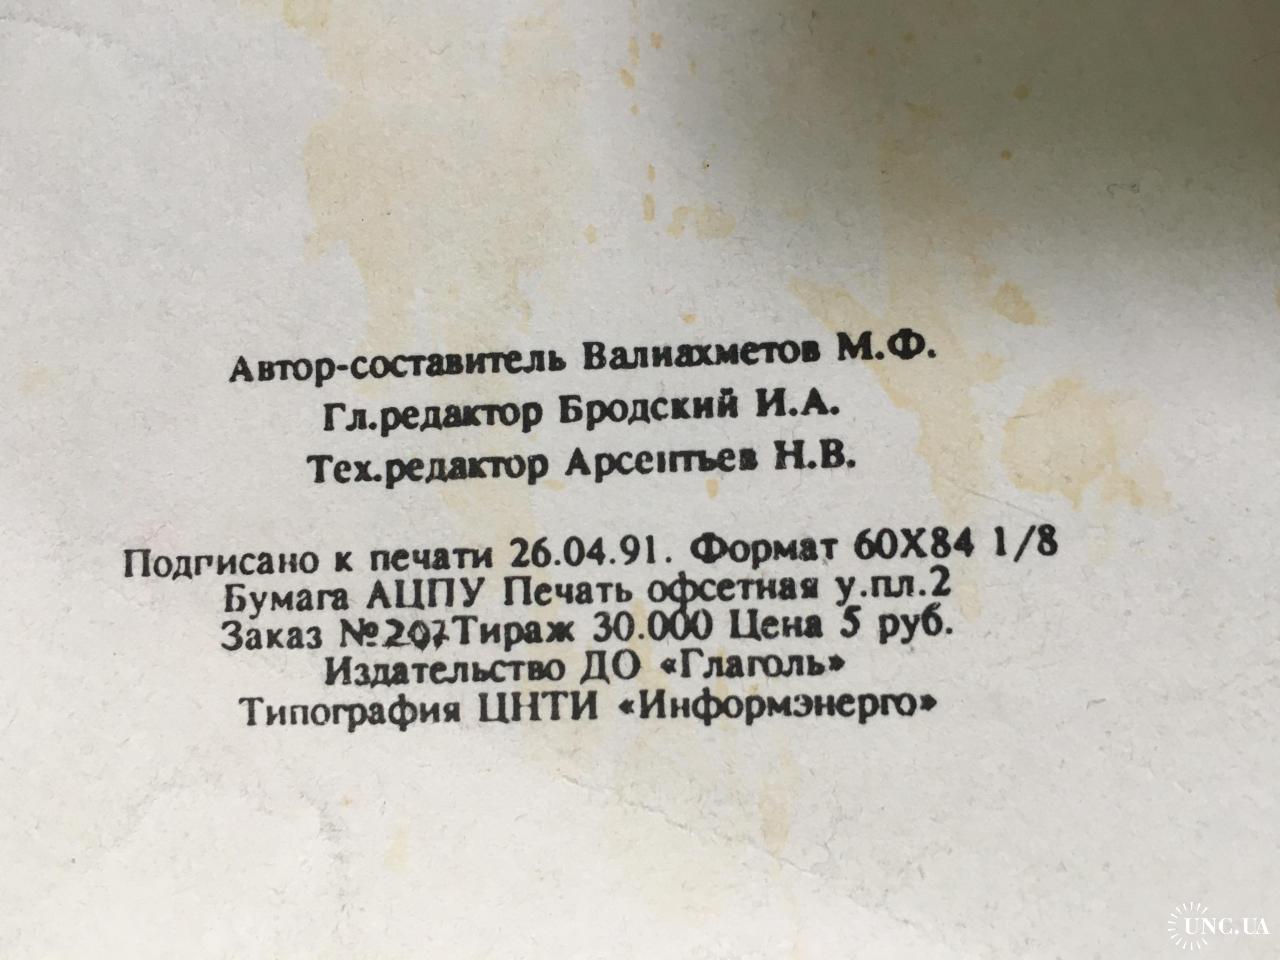 Автор-составитель Валиахметов М.Ф.
Гл.редактор Бродский И.А.
Тех.редактор Арсентьев Н.В.
Подписано к печати 26.04.91. Формат 60Х84 1/8
Бумага АЦПУ Печать офсетная у.пл.2
Заказ №207 Тираж 30.000 Цена 5 руб.
Издательство ДО «Глаголь»
Типография ЦНТИ «Информэнерго»
UNC.UA